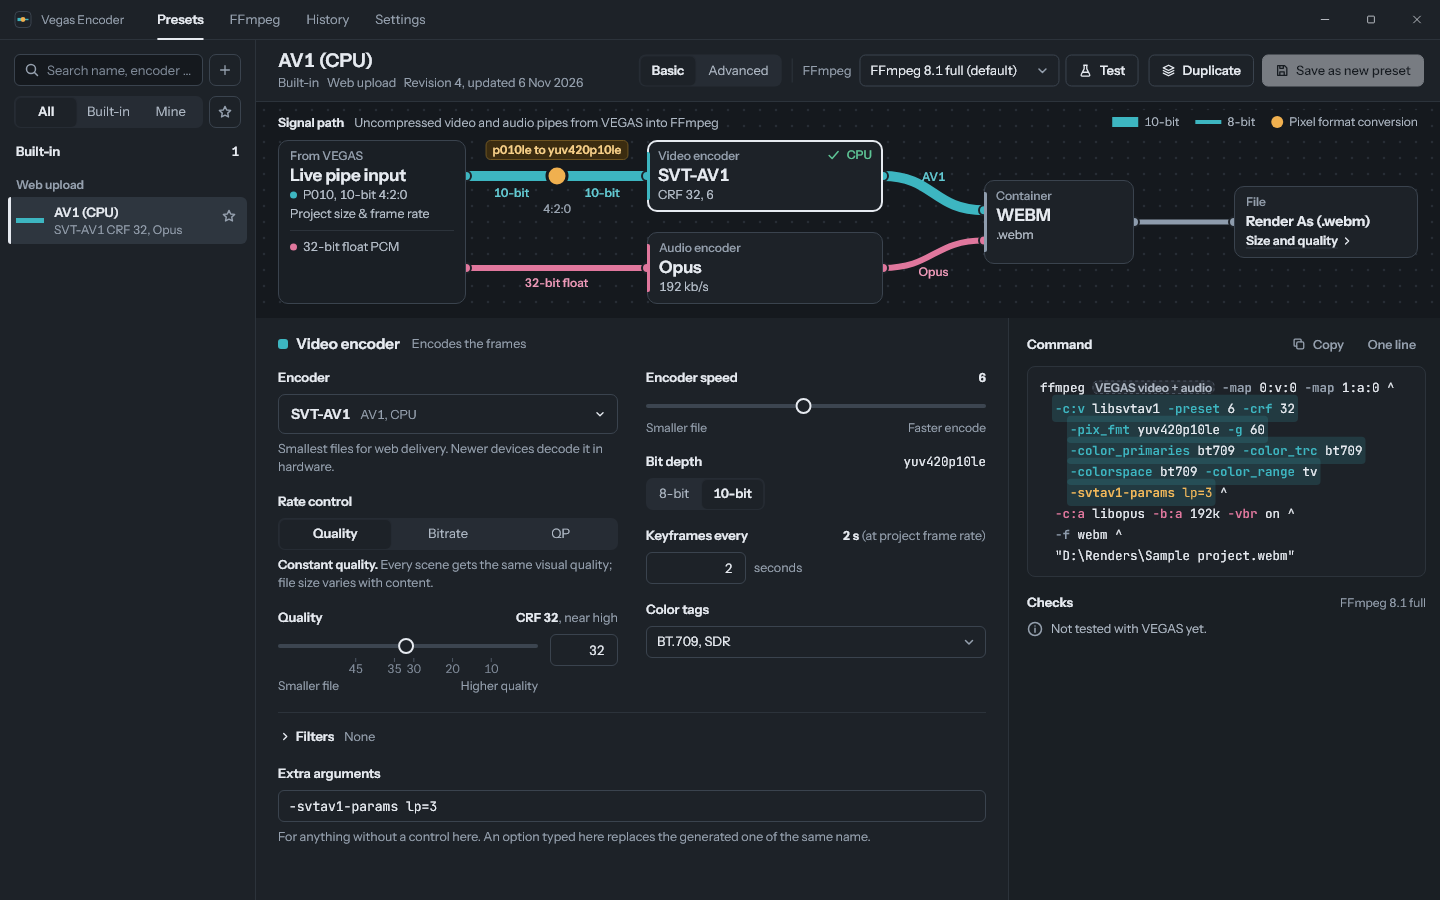 Vegas Encoder
Presets
FFmpeg
History
Settings
Search name, encoder ...
All
Built-in
Mine
Built-in
1
Web upload
AV1 (CPU)
SVT-AV1 CRF 32, Opus
AV1 (CPU)
Built-in Web upload Revision 4, updated 6 Nov 2026
Basic
Advanced
FFmpeg
FFmpeg 8.1 full (default)
Test
Duplicate
Save as new preset
Signal path
Uncompressed video and audio pipes from VEGAS into FFmpeg
10-bit
8-bit
Pixel format conversion
From VEGAS
Live pipe input
P010, 10-bit 4:2:0
Project size & frame rate
32-bit float PCM
p010le to yuv420p10le
10-bit
10-bit
4:2:0
32-bit float
Video encoder
CPU
SVT-AV1
CRF 32, 6
Audio encoder
Opus
192 kb/s
AV1
Opus
Container
WEBM
.webm
File
Render As (.webm)
Size and quality
Video encoder
Encodes the frames
Encoder
SVT-AV1 AV1, CPU
Smallest files for web delivery. Newer devices decode it in
hardware.
Rate control
Quality
Bitrate
QP
Constant quality. Every scene gets the same visual quality;
file size varies with content.
Quality
CRF 32, near high
32
45
35
30
20
10
Smaller file
Higher quality
Encoder speed
6
Smaller file
Faster encode
Bit depth
yuv420p10le
8-bit
10-bit
Keyframes every
2 s (at project frame rate)
2
seconds
Color tags
BT.709, SDR
Filters
None
Extra arguments
-svtav1-params lp=3
For anything without a control here. An option typed here replaces the generated one of the same name.
Command
Copy
One line
ffmpeg VEGAS video + audio -map 0:v:0 -map 1:a:0 ^
-c:v libsvtav1 -preset 6 -crf 32
-pix_fmt yuv420p10le -g 60
-color_primaries bt709 -color_trc bt709
-colorspace bt709 -color_range tv
-svtav1-params lp=3 ^
-c:a libopus -b:a 192k -vbr on ^
-f webm ^
"D:\Renders\Sample project.webm"
Checks
FFmpeg 8.1 full
Not tested with VEGAS yet.